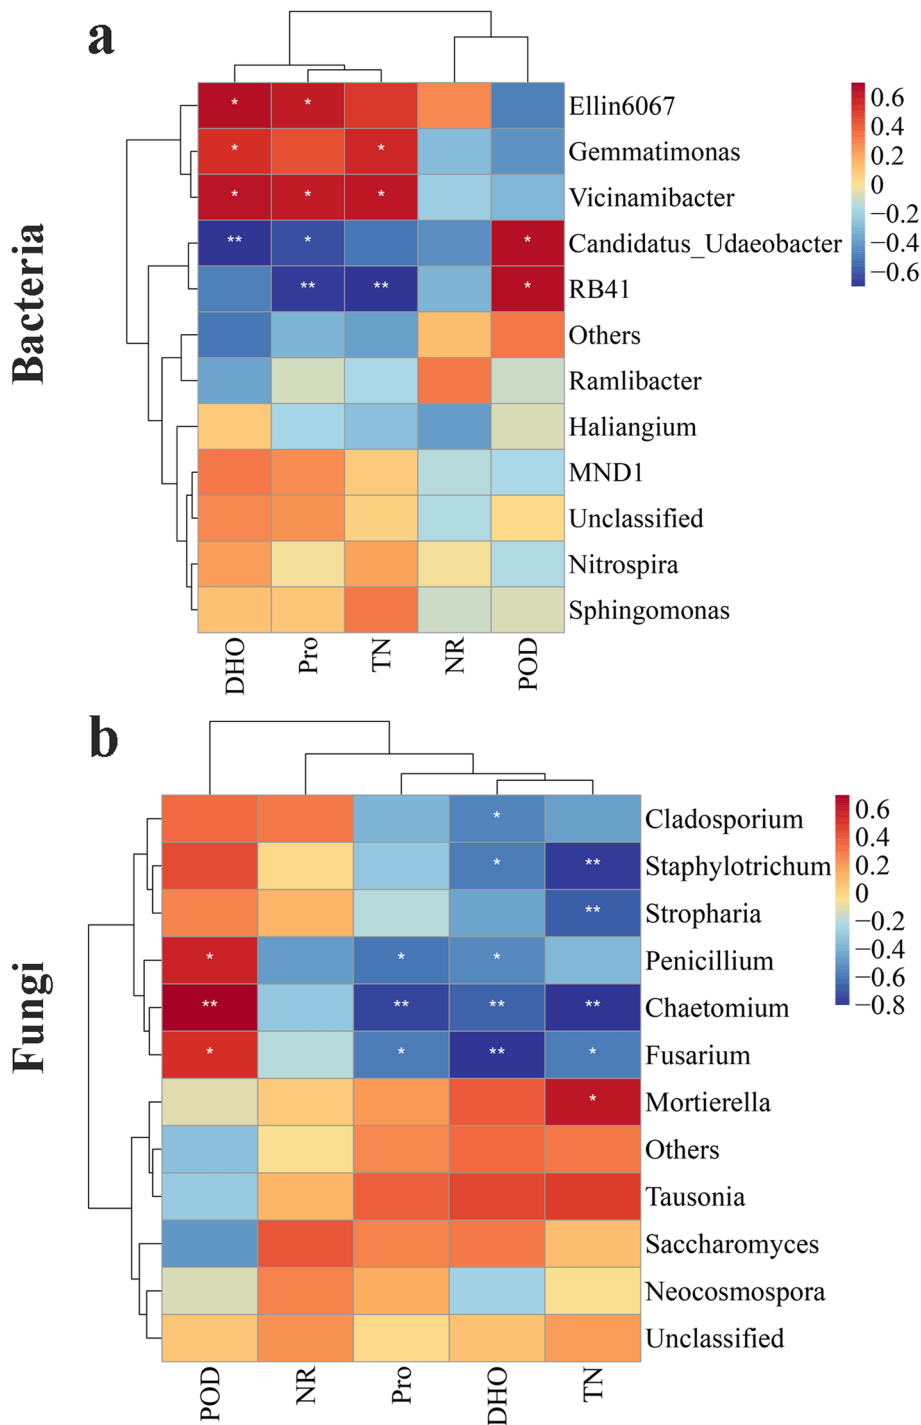 a
Bacteria
* * Ellin6067
* * Gemmatimonas
* * * Vicinamibacter
** * * Candidatus_Udaeobacter
** ** * RB41
Others
Ramlibacter
Haliangium
MND1
Unclassified
Nitrospira
Sphingomonas
DHO Pro TN NR POD
0.6
0.4
0.2
0
−0.2
−0.4
−0.6
b
Fungi
* Cladosporium
* ** Staphylotrichum
** Stropharia
* * * Penicillium
** ** ** ** Chaetomium
* * ** * Fusarium
* Mortierella
Others
Tausonia
Saccharomyces
Neocosmospora
Unclassified
POD NR Pro DHO TN
0.6
0.4
0.2
0
−0.2
−0.4
−0.6
−0.8